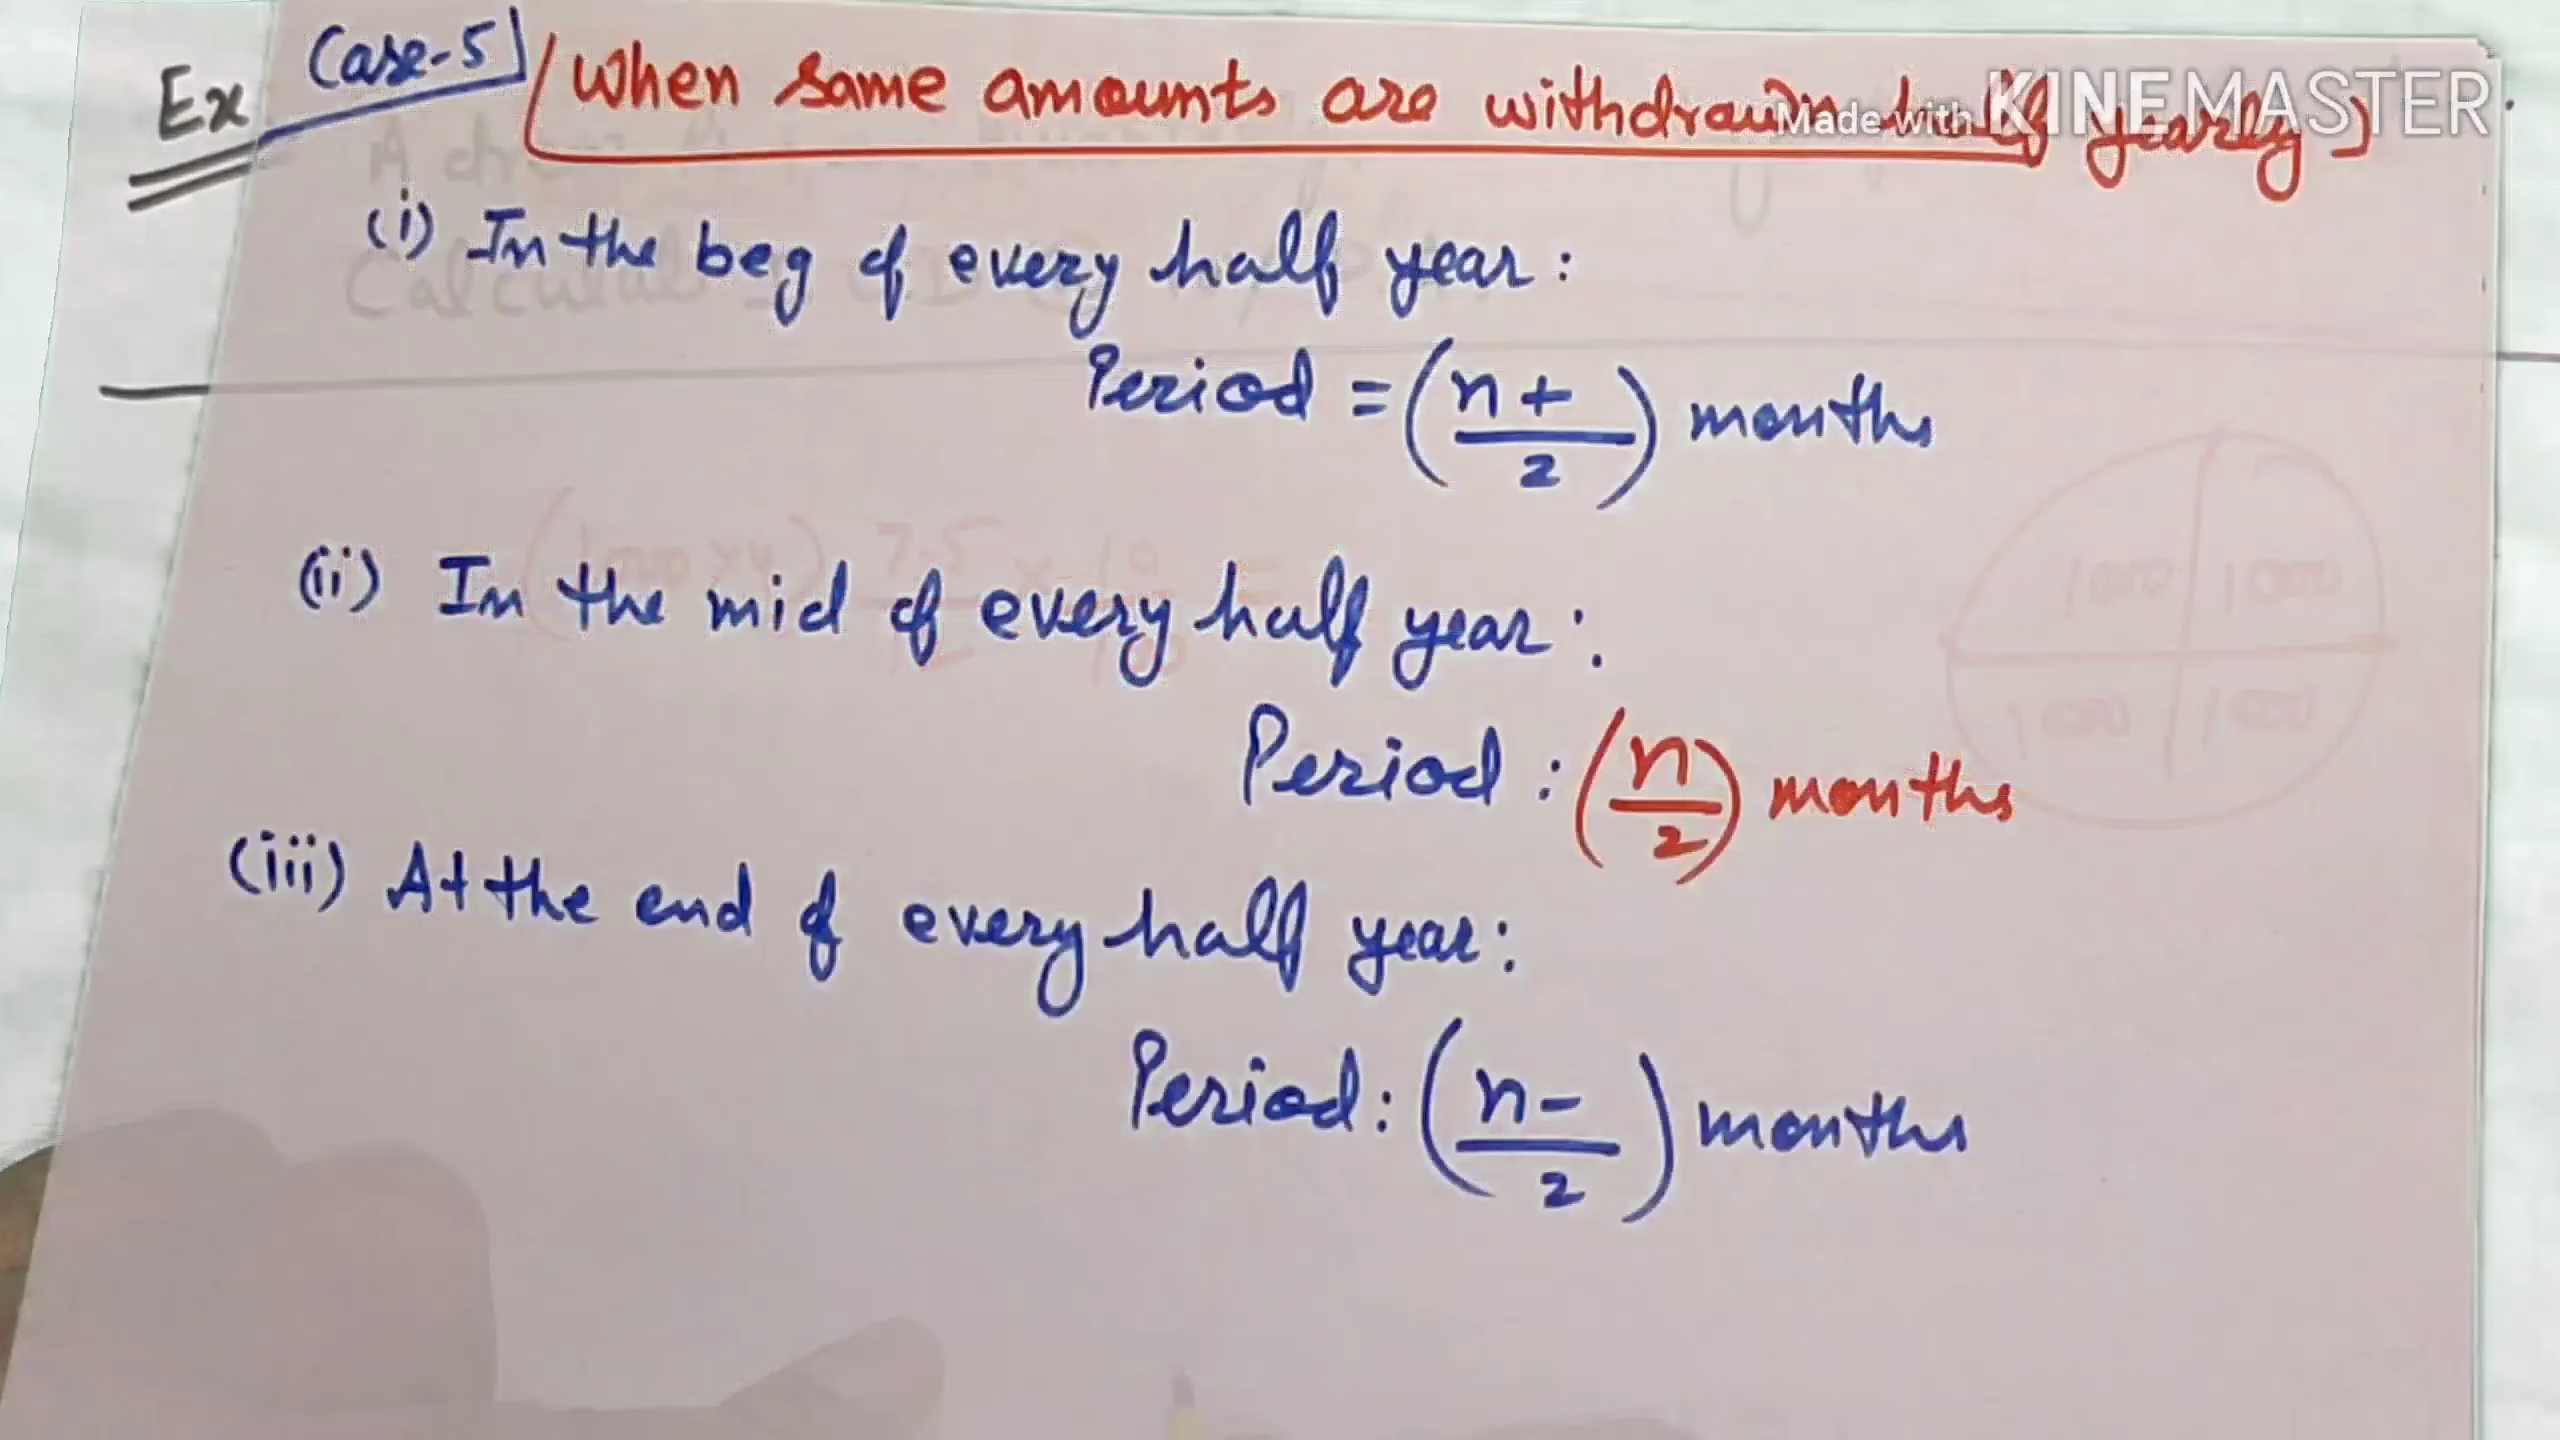 Ex Case-5 [When same amounts are withdrawn half yearly]
Made with KINEMASTER
(i) In the beg of every half year:
Period = (n+/2) months
(ii) In the mid of every half year:
Period : (n/2) months
(iii) At the end of every half year:
Period: (n-/2) months